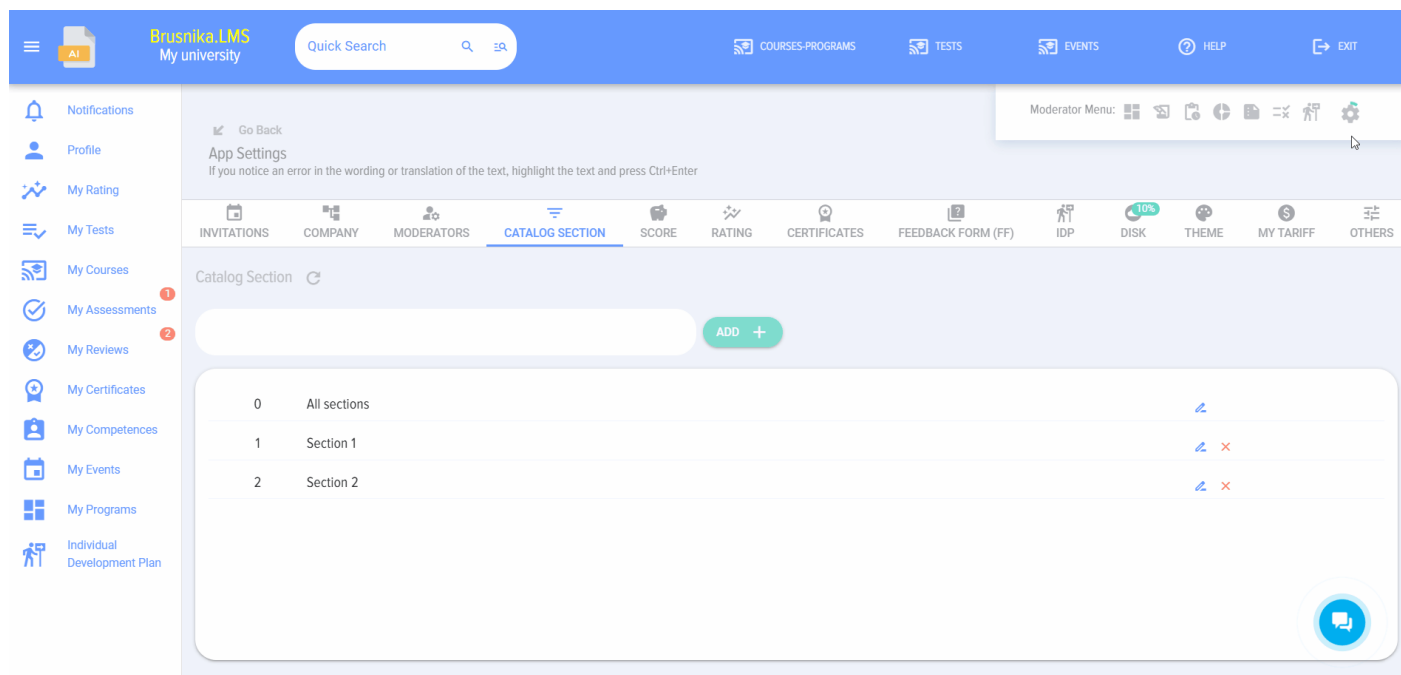 AI
Brusnika.LMS
My university
Quick Search
COURSES-PROGRAMS
TESTS
EVENTS
HELP
EXIT
Moderator Menu:
Notifications
Profile
My Rating
My Tests
My Courses
1
My Assessments
2
My Reviews
My Certificates
My Competences
My Events
My Programs
Individual
Development Plan
Go Back
App Settings
If you notice an error in the wording or translation of the text, highlight the text and press Ctrl+Enter
INVITATIONS
COMPANY
MODERATORS
CATALOG SECTION
SCORE
RATING
CERTIFICATES
FEEDBACK FORM (FF)
IDP
10%
DISK
THEME
MY TARIFF
OTHERS
Catalog Section
ADD +
0 All sections
1 Section 1
2 Section 2